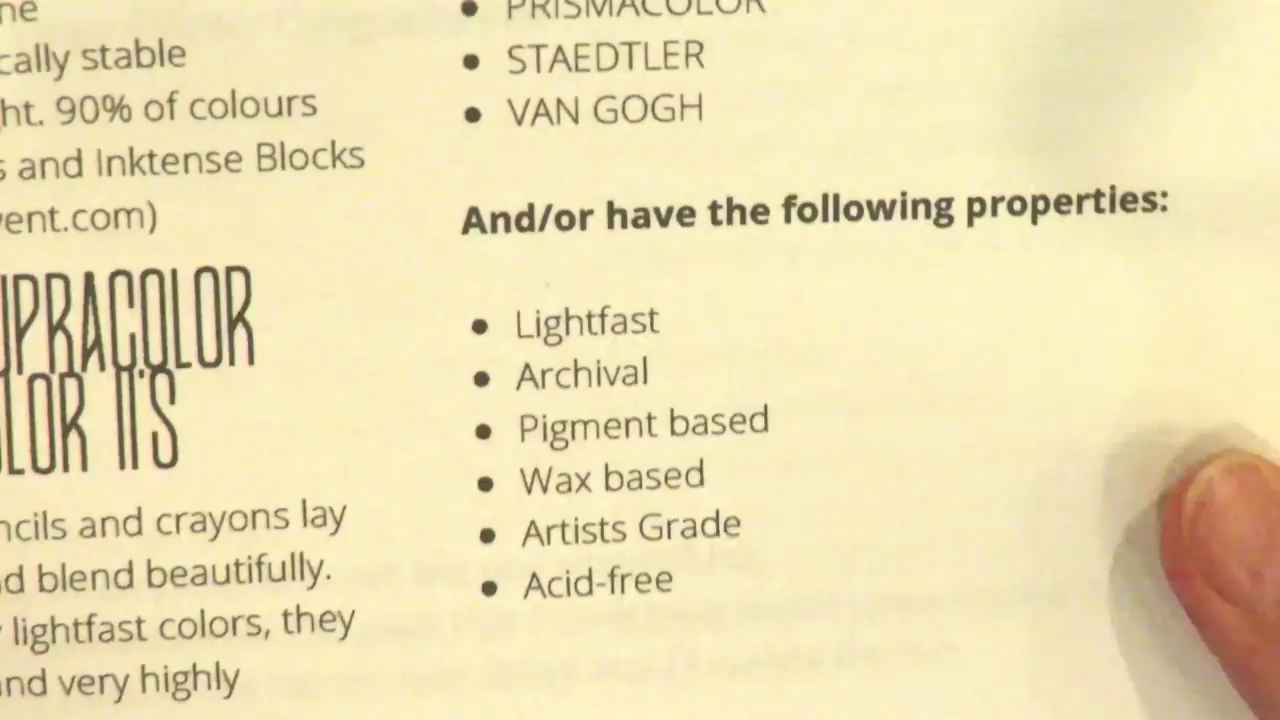 ne
cally stable
ht. 90% of colours
s and Inktense Blocks
vent.com)
UPRACOLOR
LOR II'S
ncils and crayons lay
d blend beautifully.
lightfast colors, they
and very highly
• PRISMACOLOR
• STAEDTLER
• VAN GOGH
And/or have the following properties:
• Lightfast
• Archival
• Pigment based
• Wax based
• Artists Grade
• Acid-free